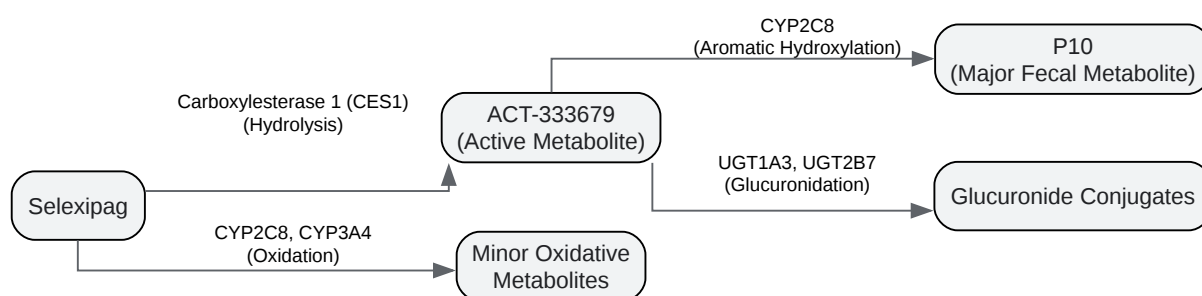 CYP2C8
(Aromatic Hydroxylation)
P10
(Major Fecal Metabolite)
Carboxylesterase 1 (CES1)
(Hydrolysis)
ACT-333679
(Active Metabolite)
UGT1A3, UGT2B7
(Glucuronidation)
Glucuronide Conjugates
Selexipag
CYP2C8, CYP3A4
(Oxidation)
Minor Oxidative
Metabolites